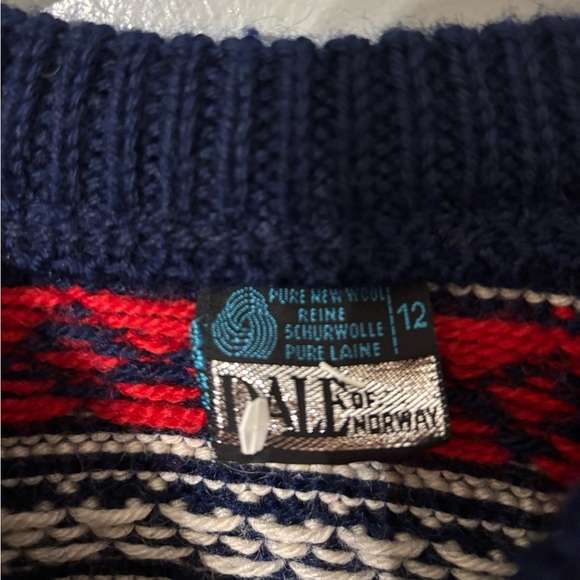 PURE NEW WOOL
REINE
SCHURWOLLE
PURE LAINE
12
DALE OF
NORWAY